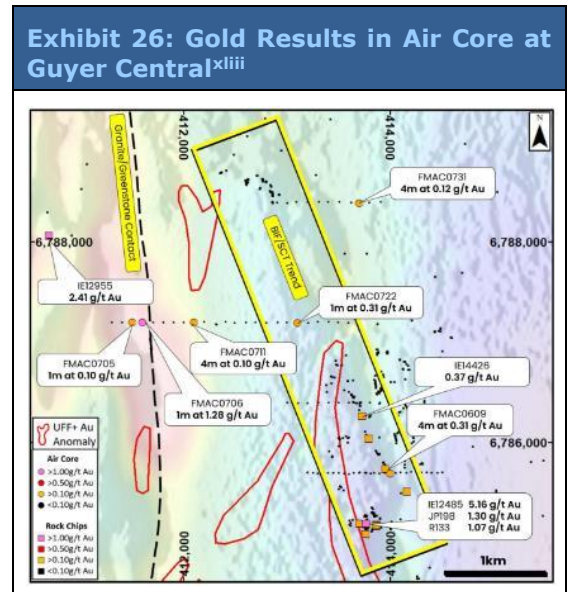 Exhibit 26: Gold Results in Air Core at
Guyer Central^xliii
412,000
414,000
N
Granite/Greenstone Contact
FMAC0731
4m at 0.12 g/t Au
6,788,000
6,788,000
BIF/SCT Trend
IE12955
2.41 g/t Au
FMAC0722
1m at 0.31 g/t Au
FMAC0705
1m at 0.10 g/t Au
FMAC0711
4m at 0.10 g/t Au
FMAC0706
1m at 1.28 g/t Au
IE14426
0.37 g/t Au
FMAC0609
4m at 0.31 g/t Au
6,786,000
UFF+ Au
Anomaly
Air Core
>1.00g/t Au
>0.50g/t Au
>0.10g/t Au
<0.10g/t Au
Rock Chips
>1.00g/t Au
>0.50g/t Au
>0.10g/t Au
<0.10g/t Au
IE12485 5.16 g/t Au
JP198 1.30 g/t Au
R133 1.07 g/t Au
412,000
1km